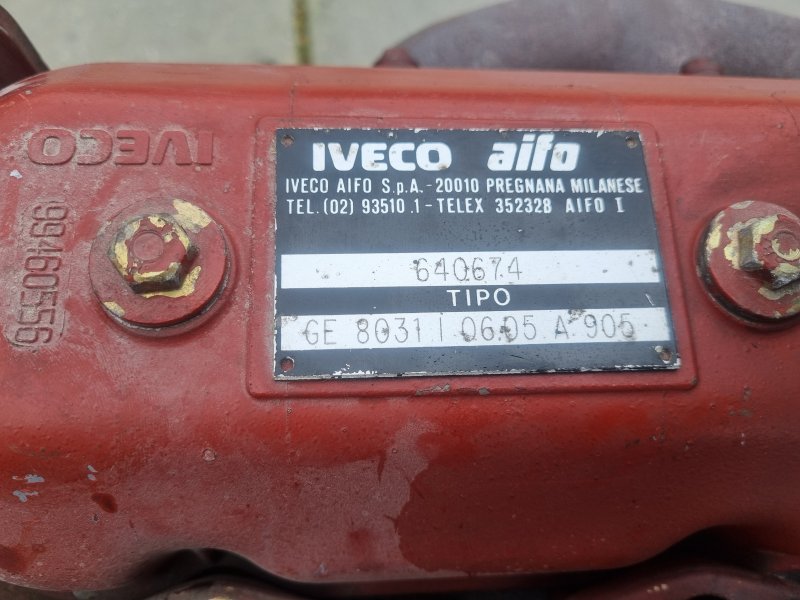 IVECO
99460556
IVECO aifo
IVECO AIFO S.p.A. - 20010 PREGNANA MILANESE
TEL. (02) 93510.1 - TELEX 352328 AIFO I
640674
TIPO
GE 8031 I 06.05 A 905